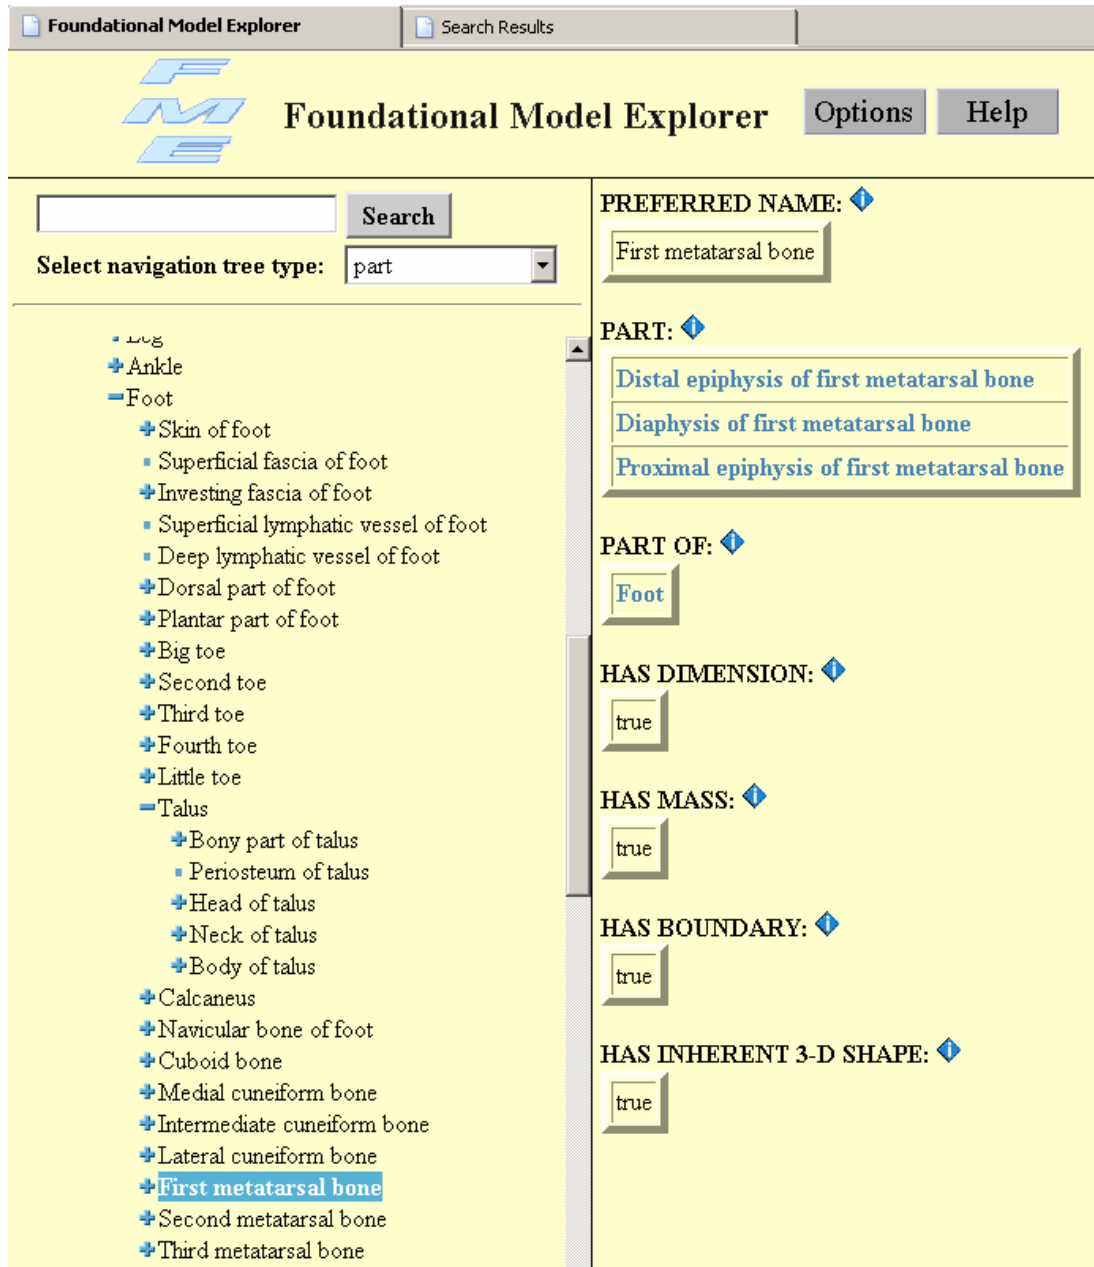 Foundational Model Explorer
Search Results
FME
Foundational Model Explorer
Options
Help
Search
Select navigation tree type:
part
Leg
Ankle
Foot
Skin of foot
Superficial fascia of foot
Investing fascia of foot
Superficial lymphatic vessel of foot
Deep lymphatic vessel of foot
Dorsal part of foot
Plantar part of foot
Big toe
Second toe
Third toe
Fourth toe
Little toe
Talus
Bony part of talus
Periosteum of talus
Head of talus
Neck of talus
Body of talus
Calcaneus
Navicular bone of foot
Cuboid bone
Medial cuneiform bone
Intermediate cuneiform bone
Lateral cuneiform bone
First metatarsal bone
Second metatarsal bone
Third metatarsal bone
PREFERRED NAME:
First metatarsal bone
PART:
Distal epiphysis of first metatarsal bone
Diaphysis of first metatarsal bone
Proximal epiphysis of first metatarsal bone
PART OF:
Foot
HAS DIMENSION:
true
HAS MASS:
true
HAS BOUNDARY:
true
HAS INHERENT 3-D SHAPE:
true